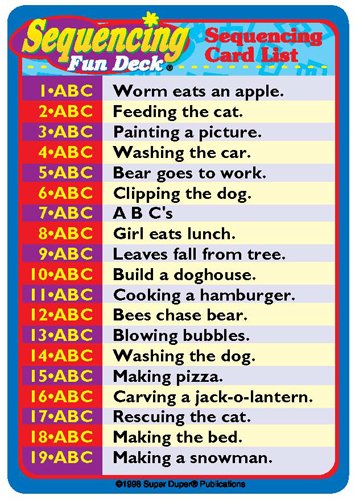 Sequencing
Fun Deck®
Sequencing
Card List
1•ABC Worm eats an apple.
2•ABC Feeding the cat.
3•ABC Painting a picture.
4•ABC Washing the car.
5•ABC Bear goes to work.
6•ABC Clipping the dog.
7•ABC A B C's
8•ABC Girl eats lunch.
9•ABC Leaves fall from tree.
10•ABC Build a doghouse.
11•ABC Cooking a hamburger.
12•ABC Bees chase bear.
13•ABC Blowing bubbles.
14•ABC Washing the dog.
15•ABC Making pizza.
16•ABC Carving a jack-o-lantern.
17•ABC Rescuing the cat.
18•ABC Making the bed.
19•ABC Making a snowman.
©1998 Super Duper® Publications